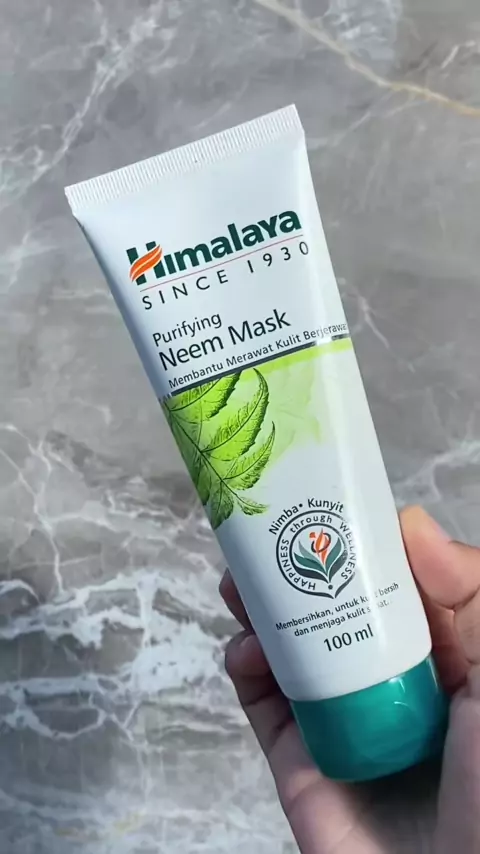 Himalaya
SINCE 1930
Purifying
Neem Mask
Membantu Merawat Kulit
Nimba • Kunyit
HAPPINESS through WELLNESS
Membersihkan, untuk bersih
dan menjaga kulit
100 ml